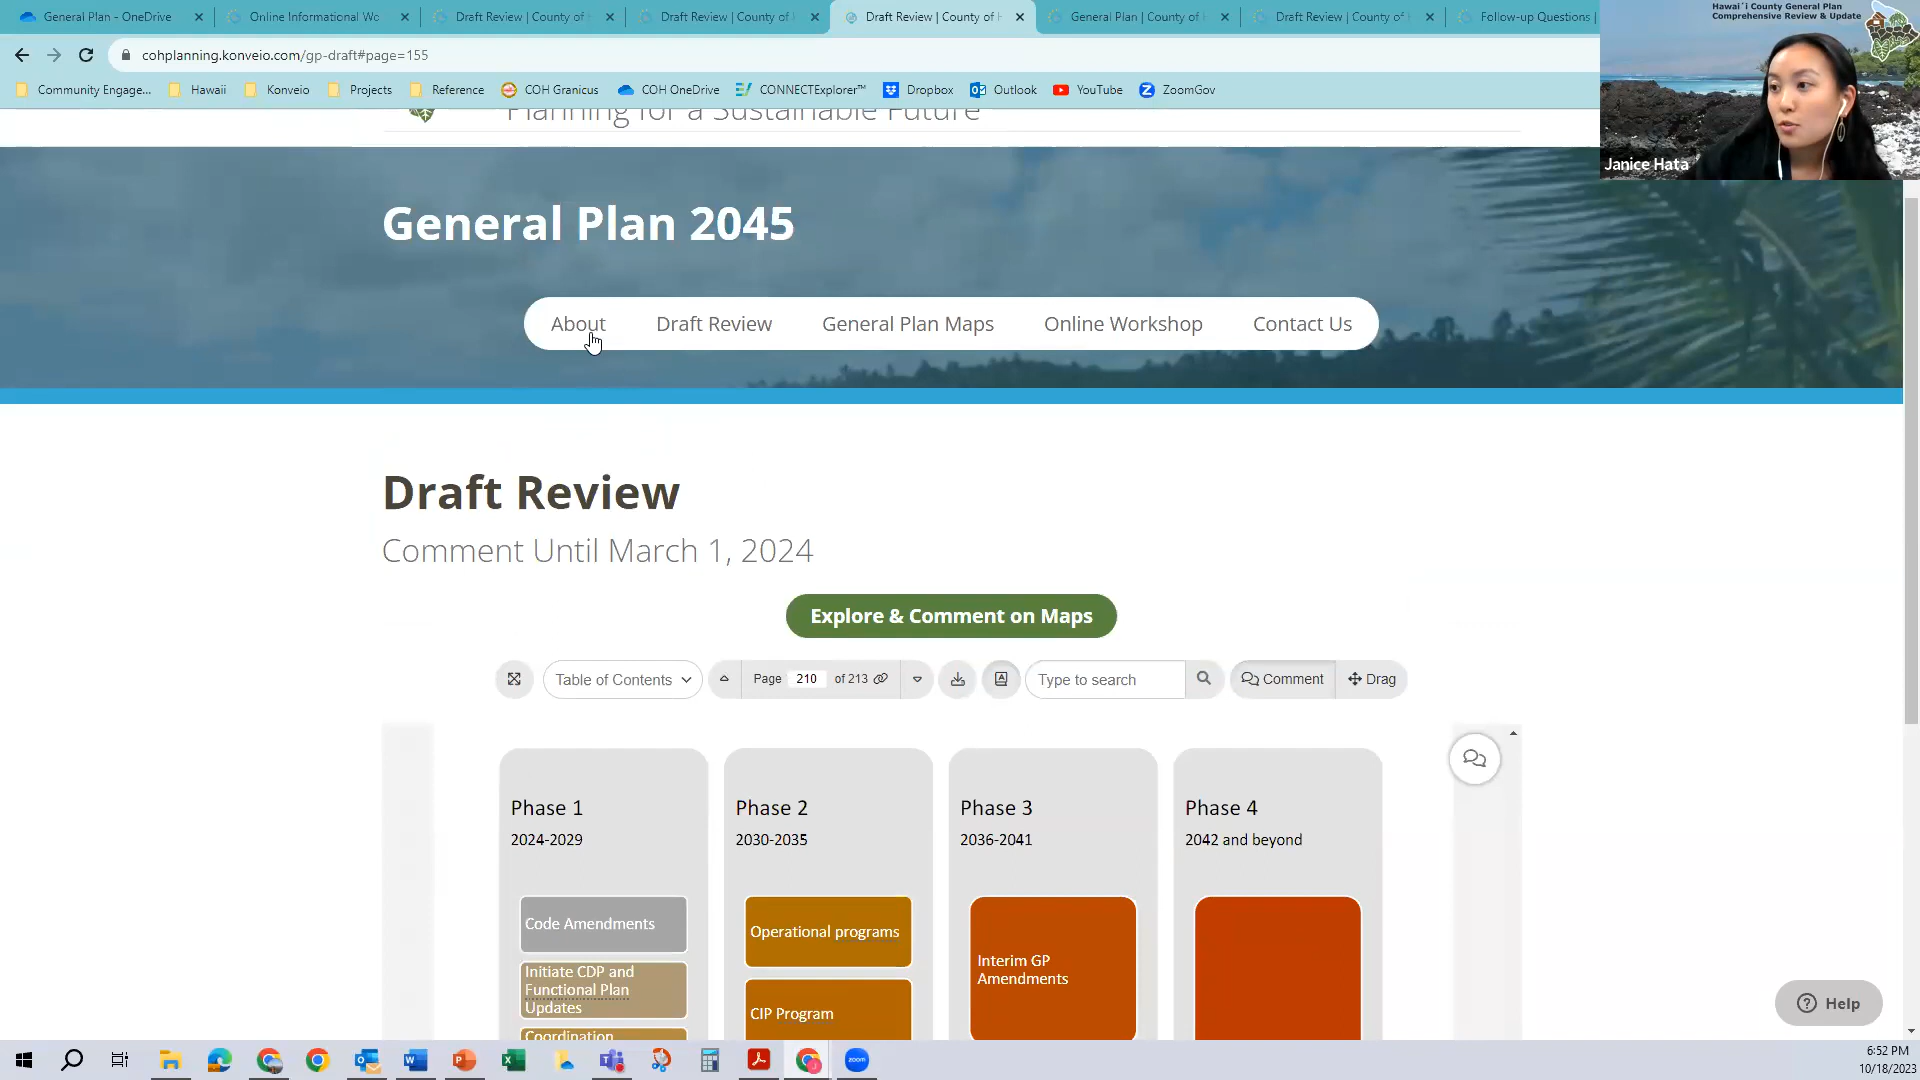 General Plan - OneDrive
Online Informational Wo
Draft Review | County of H
Draft Review | County of H
Draft Review | County of H
General Plan | County of
Draft Review | County of H
Follow-up Questions |
cohplanning.konveio.com/gp-draft#page=155
Community Engage...
Hawaii
Konveio
Projects
Reference
COH Granicus
COH OneDrive
CONNECTExplorer™
Dropbox
Outlook
YouTube
ZoomGov
Hawai´i County General Plan
Comprehensive Review & Update
Janice Hata
Planning for a Sustainable Future
General Plan 2045
About
Draft Review
General Plan Maps
Online Workshop
Contact Us
Draft Review
Comment Until March 1, 2024
Explore & Comment on Maps
Table of Contents
Page 210 of 213
Type to search
Comment
Drag
Phase 1
2024-2029
Code Amendments
Initiate CDP and
Functional Plan
Updates
Coordination
Phase 2
2030-2035
Operational programs
CIP Program
Phase 3
2036-2041
Interim GP
Amendments
Phase 4
2042 and beyond
Help
6:52 PM
10/18/2023